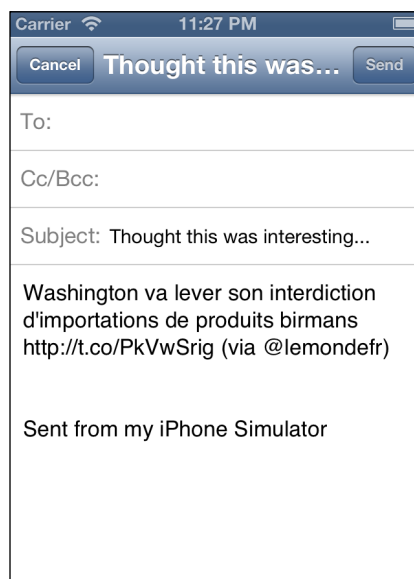 Carrier 11:27 PM
Cancel Thought this was... Send
To:
Cc/Bcc:
Subject: Thought this was interesting...
Washington va lever son interdiction
d'importations de produits birmans
http://t.co/PkVwSrig (via @lemondefr)
Sent from my iPhone Simulator